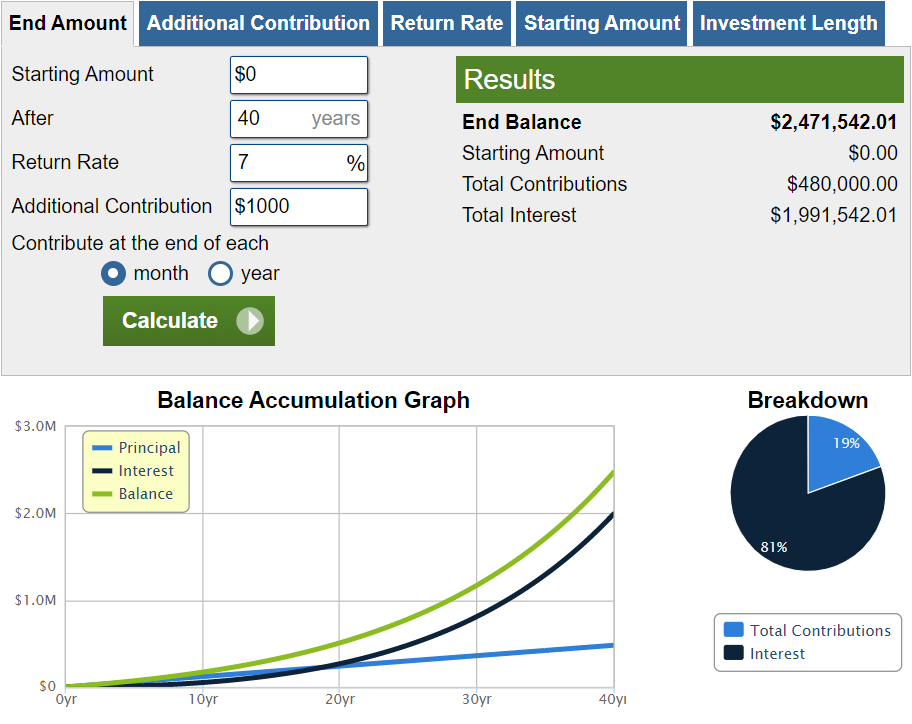 End Amount
Additional Contribution
Return Rate
Starting Amount
Investment Length
Starting Amount $0
After 40 years
Return Rate 7 %
Additional Contribution $1000
Contribute at the end of each
month year
Calculate
Results
End Balance $2,471,542.01
Starting Amount $0.00
Total Contributions $480,000.00
Total Interest $1,991,542.01
Balance Accumulation Graph
$3.0M
$2.0M
$1.0M
$0
Principal
Interest
Balance
0yr 10yr 20yr 30yr 40yr
Breakdown
19%
81%
Total Contributions
Interest